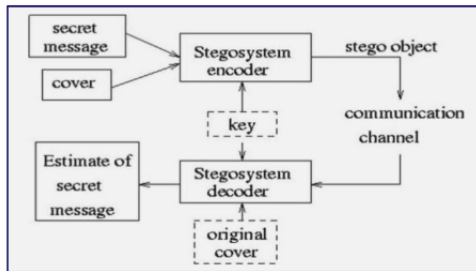 secret
message
cover
Stegosystem
encoder
stego object
communication
channel
key
Stegosystem
decoder
Estimate of
secret
message
original
cover